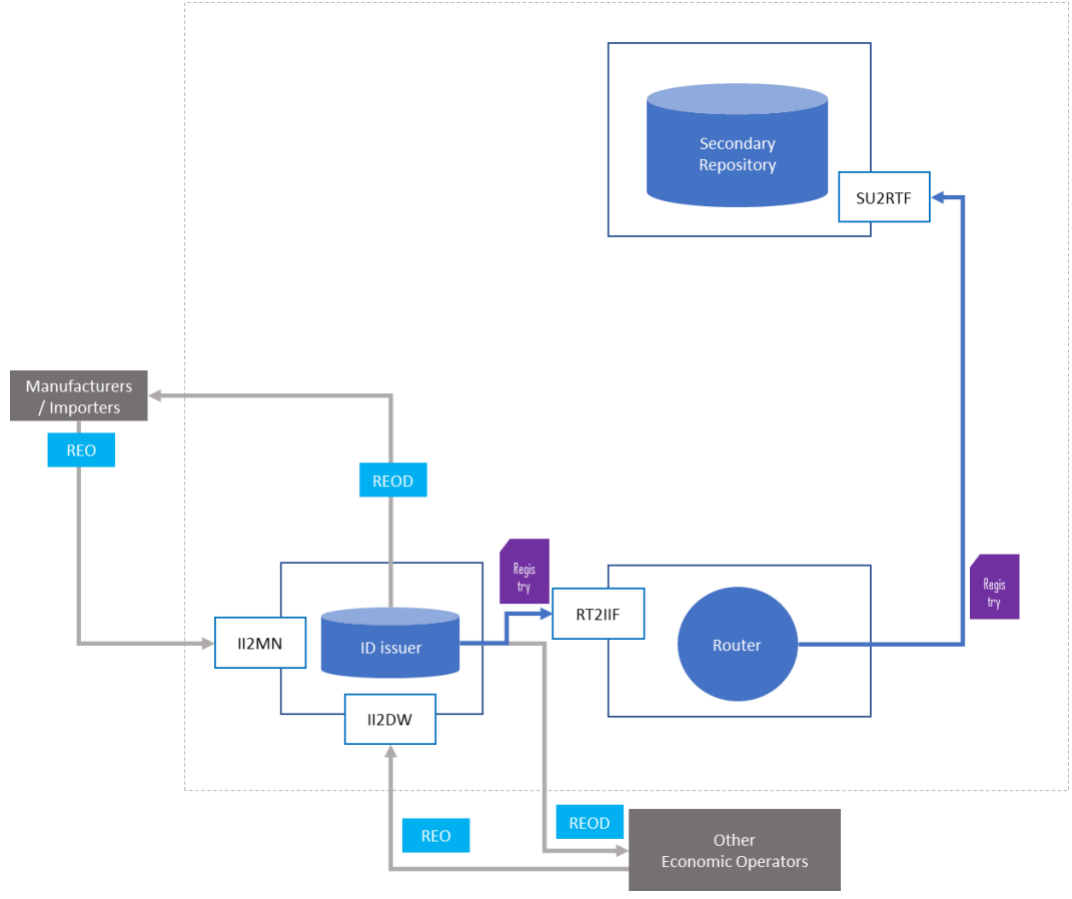 Secondary
Repository
SU2RTF
Manufacturers
/ Importers
REO
REOD
Regis
try
RT2IIF
Regis
try
II2MN
ID issuer
Router
II2DW
REO
REOD
Other
Economic Operators